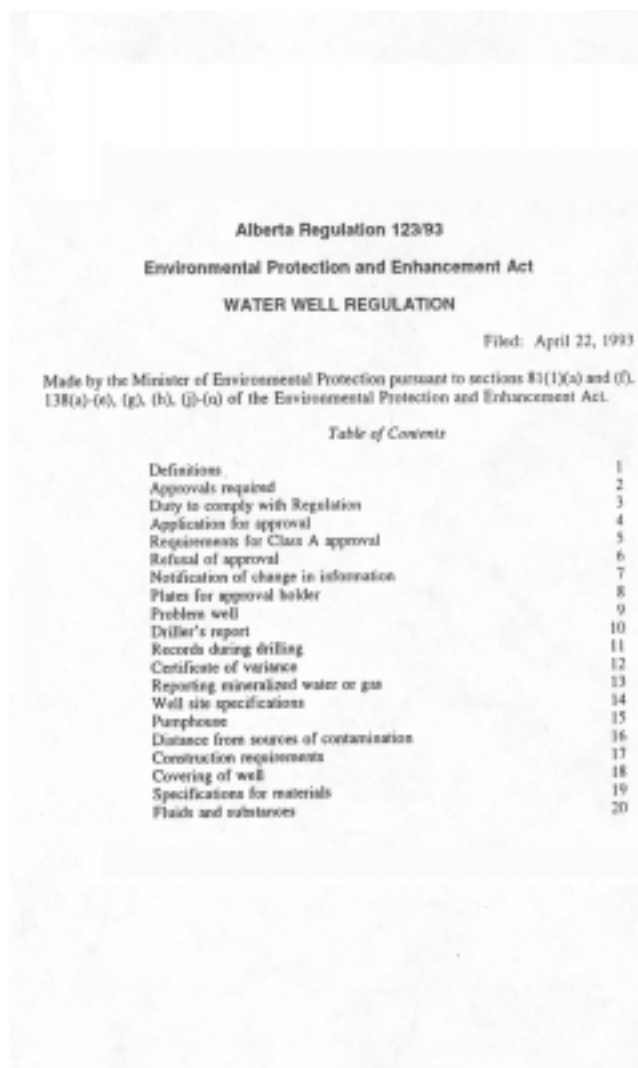 Alberta Regulation 123/93
Environmental Protection and Enhancement Act
WATER WELL REGULATION
Filed: April 22, 1993
Made by the Minister of Environmental Protection pursuant to sections 81(1)(a) and (f),
138(a)-(e), (g), (h), (j)-(n) of the Environmental Protection and Enhancement Act.
Table of Contents
Definitions 1
Approvals required 2
Duty to comply with Regulation 3
Application for approval 4
Requirements for Class A approval 5
Refusal of approval 6
Notification of change in information 7
Plates for approval holder 8
Problem well 9
Driller's report 10
Records during drilling 11
Certificate of variance 12
Reporting mineralized water or gas 13
Well site specifications 14
Pumphouse 15
Distance from sources of contamination 16
Construction requirements 17
Covering of well 18
Specifications for materials 19
Fluids and substances 20